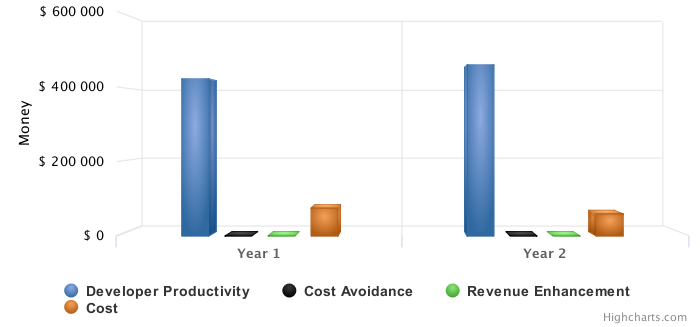 $ 600 000
$ 400 000
$ 200 000
$ 0
Money
Year 1
Year 2
Developer Productivity
Cost Avoidance
Revenue Enhancement
Cost
Highcharts.com